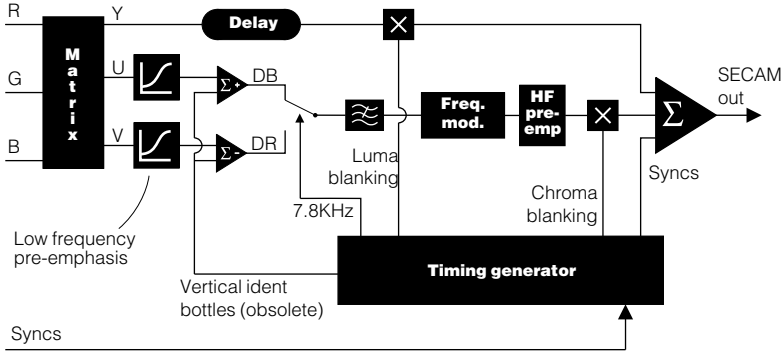 R
Y
Delay
Matrix
U
Σ+
DB
G
V
Σ-
DR
B
Freq.
mod.
HF
pre-
emp
Σ
SECAM
out
Luma
blanking
Syncs
Chroma
blanking
7.8KHz
Low frequency
pre-emphasis
Timing generator
Vertical ident
bottles (obsolete)
Syncs